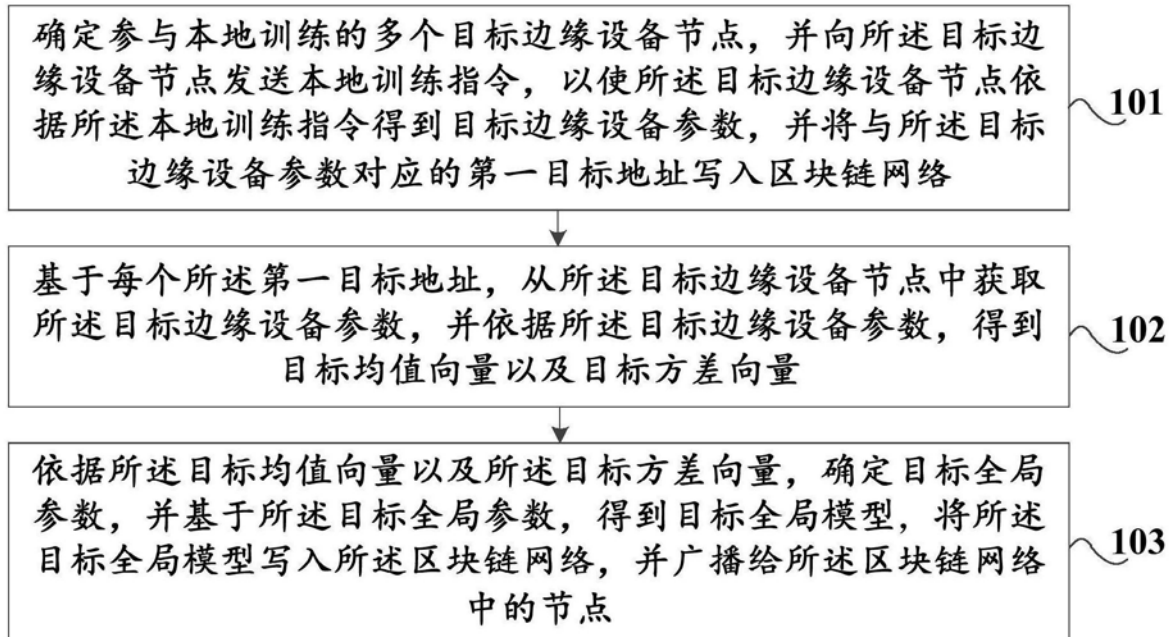 确定参与本地训练的多个目标边缘设备节点，并向所述目标边
缘设备节点发送本地训练指令，以使所述目标边缘设备节点依
据所述本地训练指令得到目标边缘设备参数，并将与所述目标
边缘设备参数对应的第一目标地址写入区块链网络
101
基于每个所述第一目标地址，从所述目标边缘设备节点中获取
所述目标边缘设备参数，并依据所述目标边缘设备参数，得到
目标均值向量以及目标方差向量
102
依据所述目标均值向量以及所述目标方差向量，确定目标全局
参数，并基于所述目标全局参数，得到目标全局模型，将所述
目标全局模型写入所述区块链网络，并广播给所述区块链网络
中的节点
103